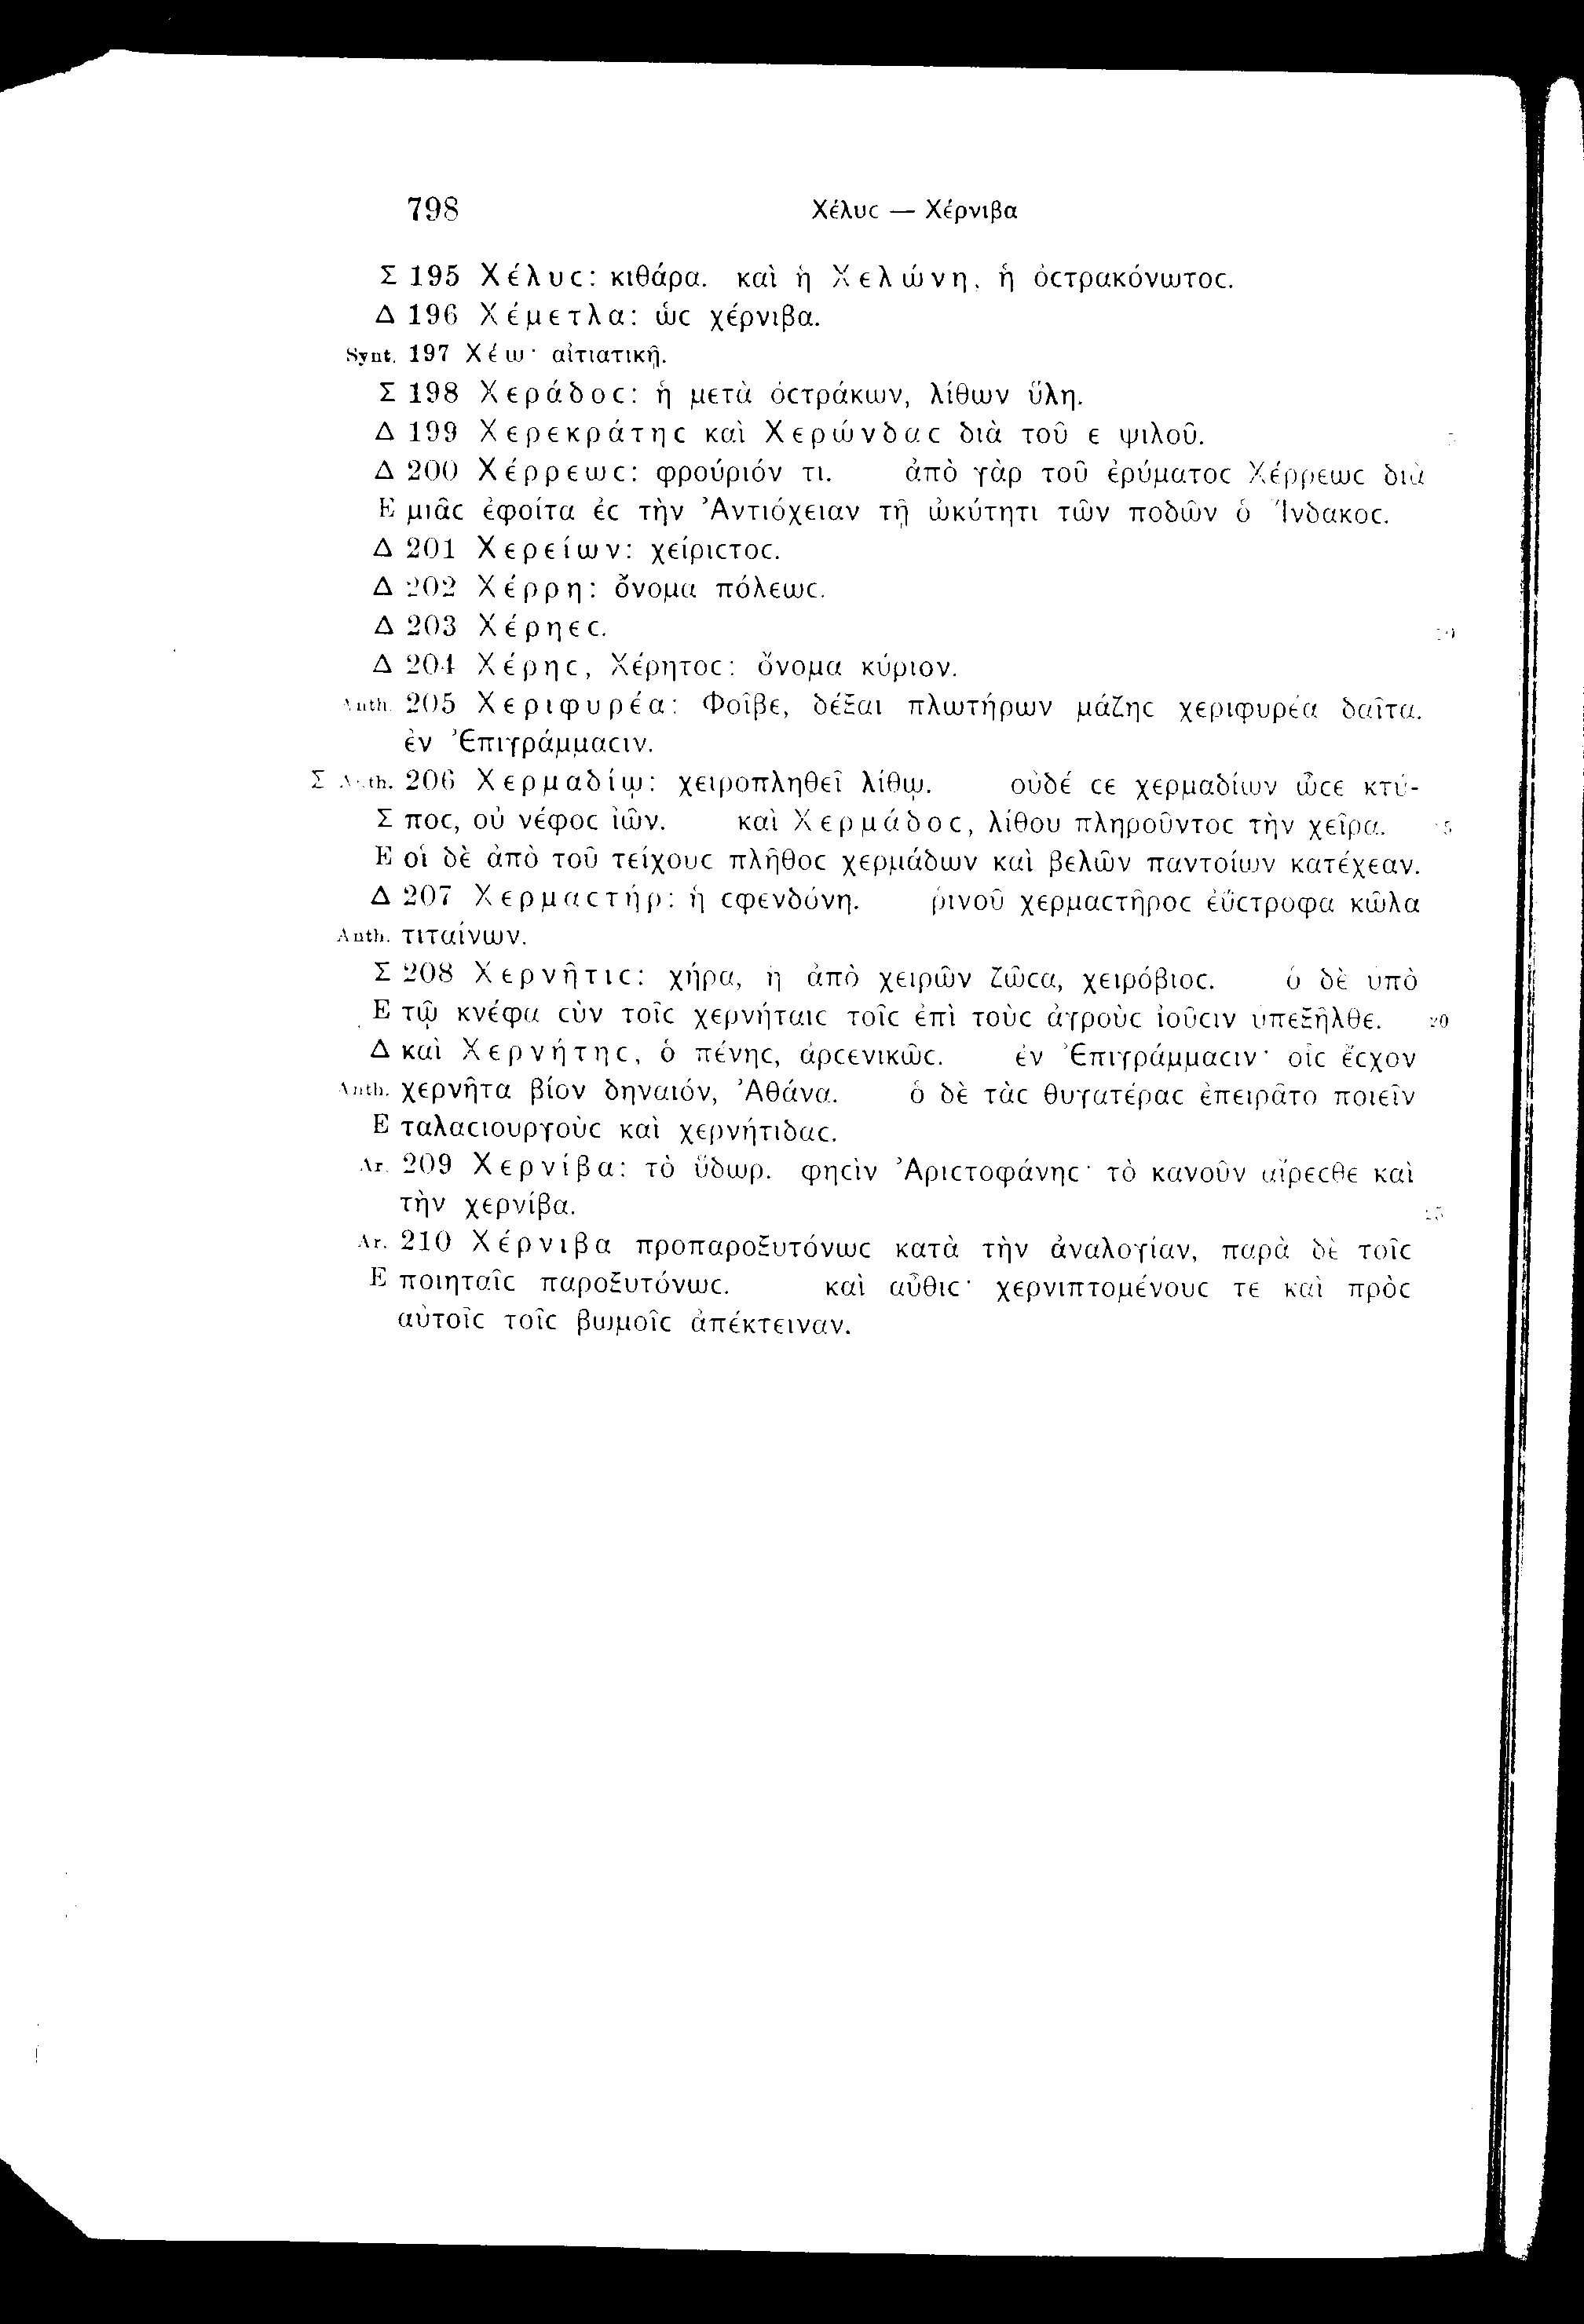 798 Χέλυϲ — Χέρνιβα
Σ 195 Χέλυϲ: κιθάρα. καὶ ἡ Χελώνη, ἡ ὀϲτρακόνωτοϲ.
Δ 196 Χέμετλα: ὡϲ χέρνιβα.
Synt. 197 Χέω· αἰτιατικῇ.
Σ 198 Χεράδοϲ: ἡ μετὰ ὀϲτράκων, λίθων ὕλη.
Δ 199 Χερεκράτηϲ καὶ Χερώνδαϲ διὰ τοῦ ε ψιλοῦ. 5
Δ 200 Χέρρεωϲ: φρούριόν τι. ἀπὸ γὰρ τοῦ ἐρύματοϲ Χέρρεωϲ διὰ
E μιᾶϲ ἐφοίτα ἐϲ τὴν Ἀντιόχειαν τῇ ὠκύτητι τῶν ποδῶν ὁ Ἴνδακοϲ.
Δ 201 Χερείων: χείριϲτοϲ.
Δ 202 Χέρρη: ὄνομα πόλεωϲ.
Δ 203 Χέρηεϲ. 10
Δ 204 Χέρηϲ, Χέρητοϲ: ὄνομα κύριον.
Anth. 205 Χεριφυρέα: Φοῖβε, δέξαι πλωτήρων μάζηϲ χεριφυρέα δαῖτα.
ἐν Ἐπιγράμμαϲιν.
Σ Anth. 206 Χερμαδίῳ: χειροπληθεῖ λίθῳ. οὐδέ ϲε χερμαδίων ὦϲε κτύ-
Σ ποϲ, οὐ νέφοϲ ἰῶν. καὶ Χερμάδοϲ, λίθου πληροῦντοϲ τὴν χεῖρα. 15
E οἱ δὲ ἀπὸ τοῦ τείχουϲ πλῆθοϲ χερμάδων καὶ βελῶν παντοίων κατέχεαν.
Δ 207 Χερμαϲτήρ: ἡ ϲφενδόνη. ῥινοῦ χερμαϲτῆροϲ ἐΰϲτροφα κῶλα
Anth. τιταίνων.
Σ 208 Χερνῆτιϲ: χήρα, ἡ ἀπὸ χειρῶν ζῶϲα, χειρόβιοϲ. ὁ δὲ ὑπὸ
E τῷ κνέφᾳ ϲὺν τοῖϲ χερνήταιϲ τοῖϲ ἐπὶ τοὺϲ ἀγροὺϲ ἰοῦϲιν ὑπεξῆλθε. 20
Δ καὶ Χερνήτηϲ, ὁ πένηϲ, ἀρϲενικῶϲ. ἐν Ἐπιγράμμαϲιν· οἷϲ ἔϲχον
Anth. χερνῆτα βίον δηναιόν, Ἀθάνα. ὁ δὲ τὰϲ θυγατέραϲ ἐπειρᾶτο ποιεῖν
E ταλαϲιουργοὺϲ καὶ χερνήτιδαϲ.
Ar. 209 Χερνίβα: τὸ ὕδωρ. φηϲὶν Ἀριϲτοφάνηϲ· τὸ κανοῦν αἴρεϲθε καὶ
τὴν χερνίβα. 25
Ar. 210 Χέρνιβα προπαροξυτόνωϲ κατὰ τὴν ἀναλογίαν, παρὰ δὲ τοῖϲ
E ποιηταῖϲ παροξυτόνωϲ. καὶ αὖθιϲ· χερνιπτομένουϲ τε καὶ πρὸϲ
αὐτοῖϲ τοῖϲ βωμοῖϲ ἀπέκτειναν.